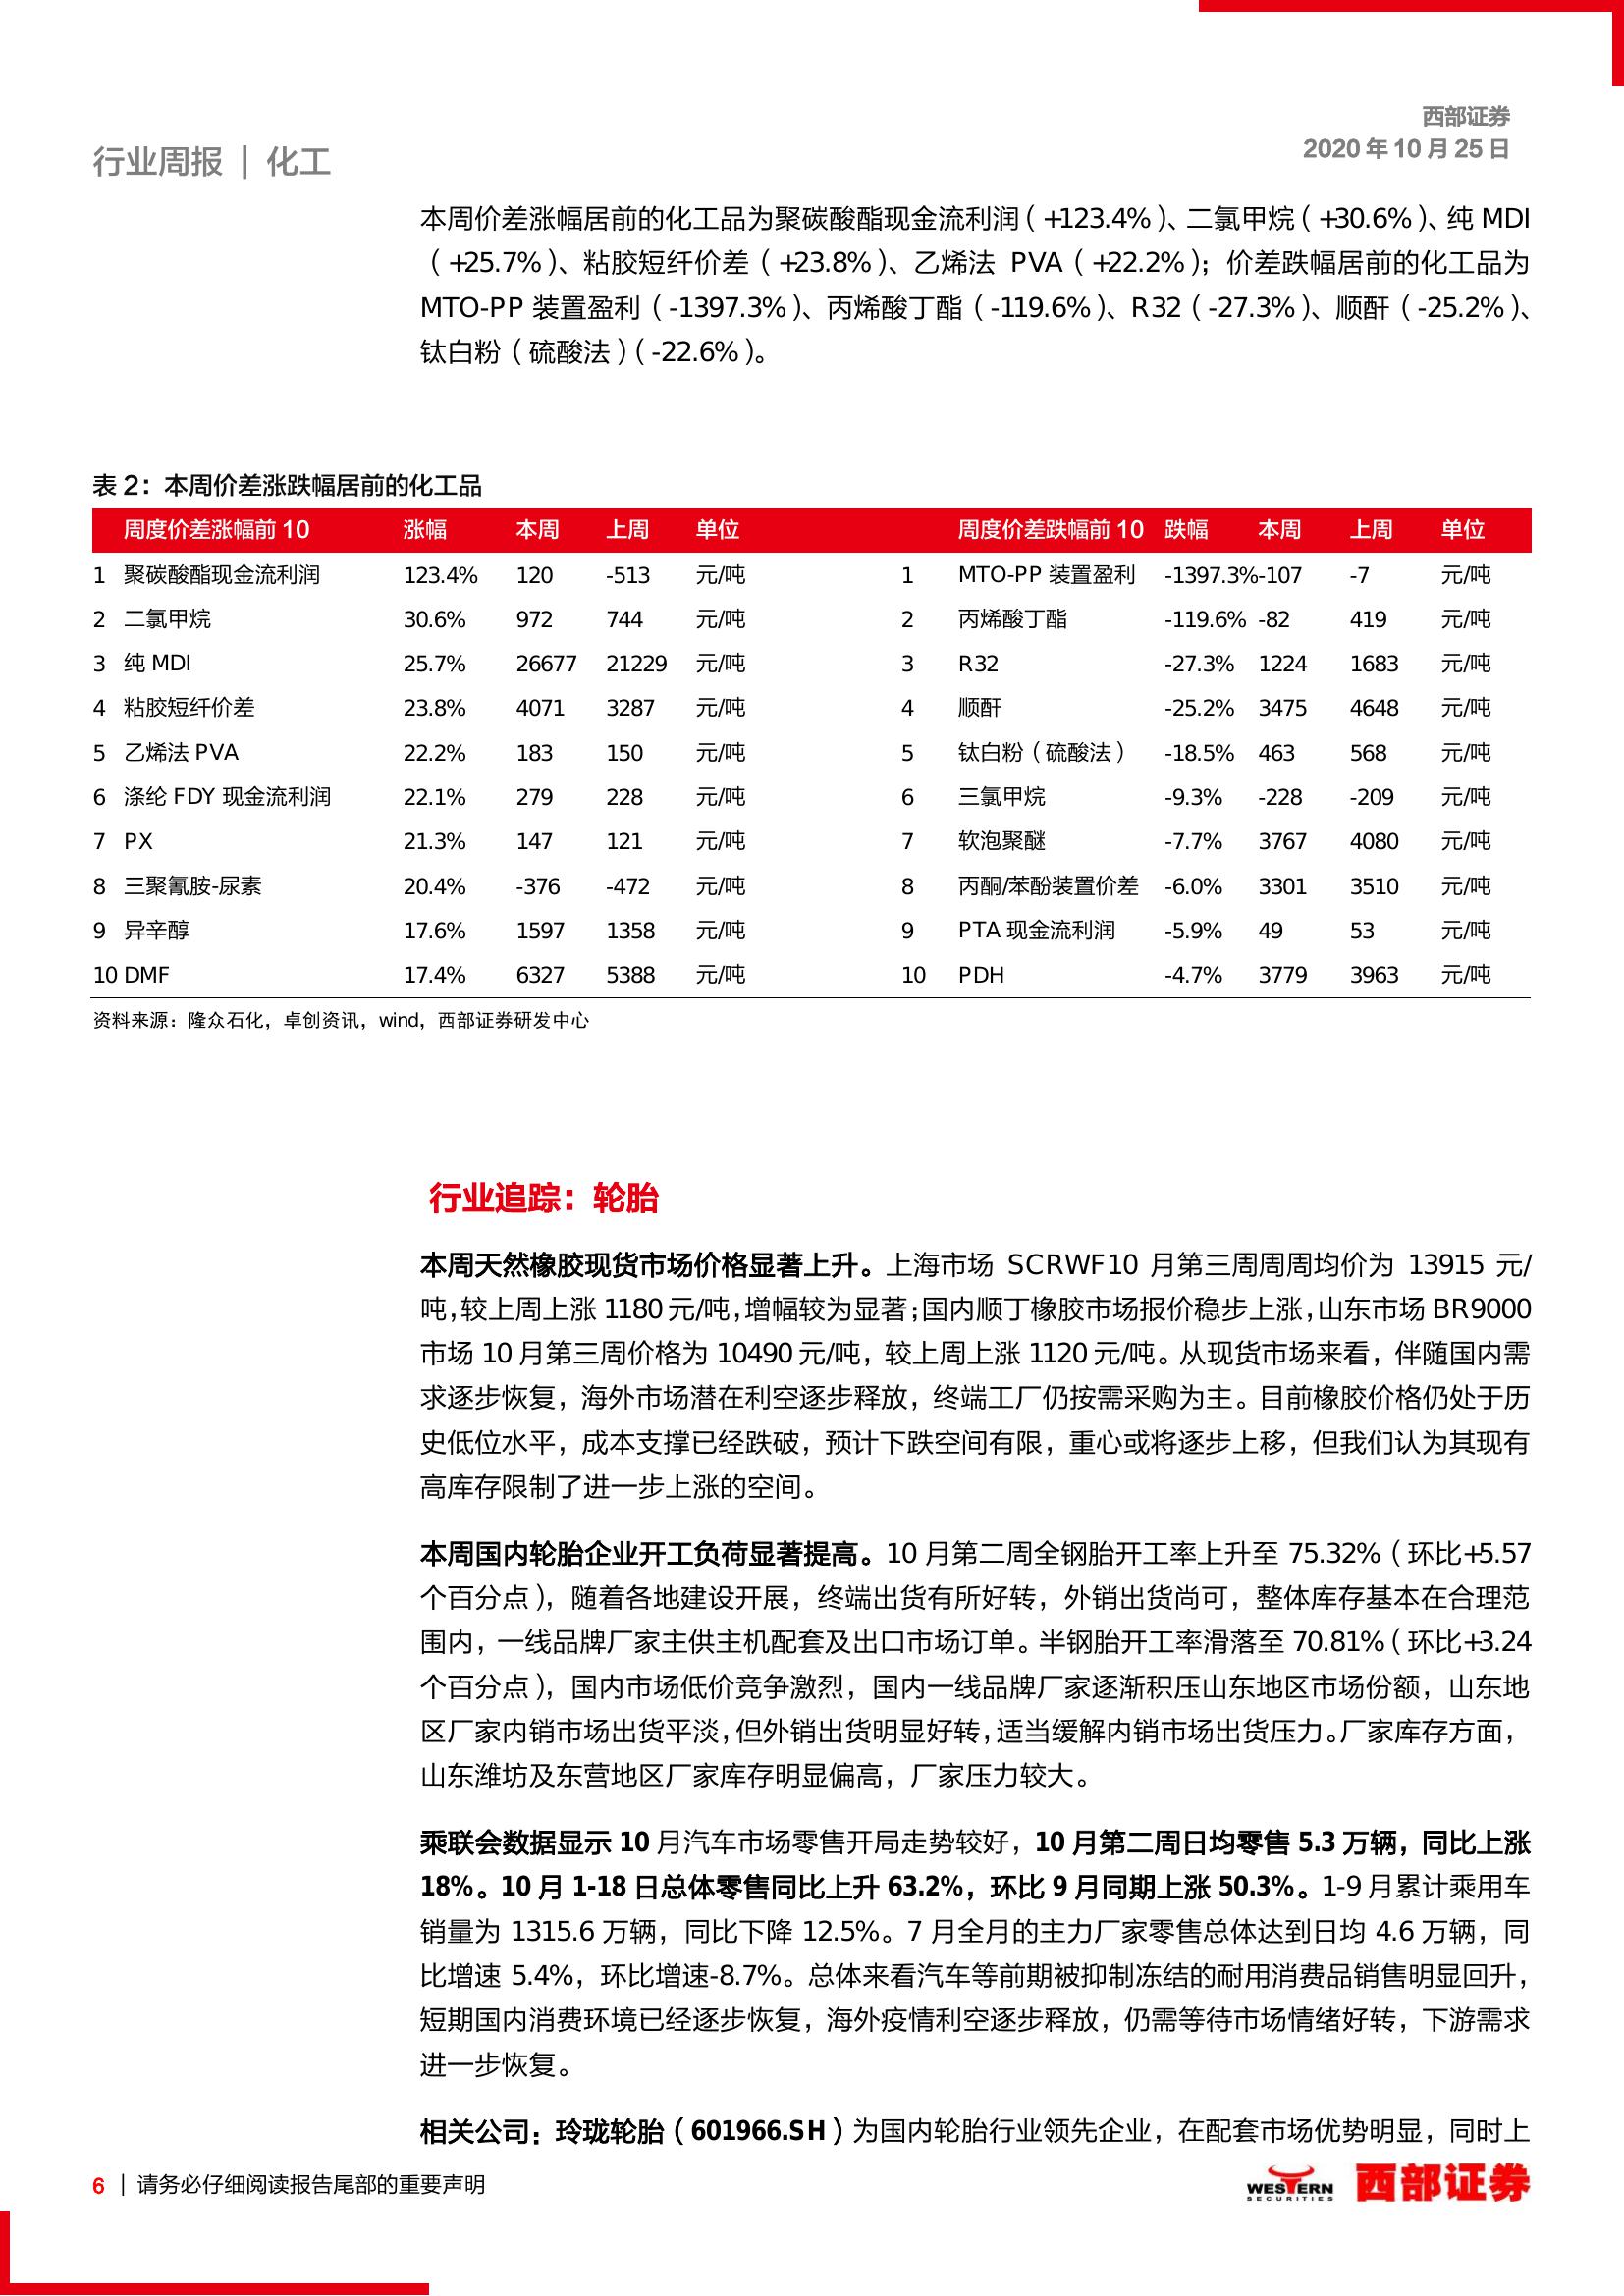 西部证券
2020 年 10 月 25 日
行业周报 | 化工
本周价差涨幅居前的化工品为聚碳酸酯现金流利润（+123.4%）、二氯甲烷（+30.6%）、纯 MDI
（+25.7%）、粘胶短纤价差（+23.8%）、乙烯法 PVA（+22.2%）；价差跌幅居前的化工品为
MTO-PP 装置盈利（-1397.3%）、丙烯酸丁酯（-119.6%）、R32（-27.3%）、顺酐（-25.2%）、
钛白粉（硫酸法）（-22.6%）。
表 2：本周价差涨跌幅居前的化工品
周度价差涨幅前 10 涨幅 本周 上周 单位 周度价差跌幅前 10 跌幅 本周 上周 单位
1 聚碳酸酯现金流利润 123.4% 120 -513 元/吨 1 MTO-PP 装置盈利 -1397.3% -107 -7 元/吨
2 二氯甲烷 30.6% 972 744 元/吨 2 丙烯酸丁酯 -119.6% -82 419 元/吨
3 纯 MDI 25.7% 26677 21229 元/吨 3 R32 -27.3% 1224 1683 元/吨
4 粘胶短纤价差 23.8% 4071 3287 元/吨 4 顺酐 -25.2% 3475 4648 元/吨
5 乙烯法 PVA 22.2% 183 150 元/吨 5 钛白粉（硫酸法） -18.5% 463 568 元/吨
6 涤纶 FDY 现金流利润 22.1% 279 228 元/吨 6 三氯甲烷 -9.3% -228 -209 元/吨
7 PX 21.3% 147 121 元/吨 7 软泡聚醚 -7.7% 3767 4080 元/吨
8 三聚氰胺-尿素 20.4% -376 -472 元/吨 8 丙酮/苯酚装置价差 -6.0% 3301 3510 元/吨
9 异辛醇 17.6% 1597 1358 元/吨 9 PTA 现金流利润 -5.9% 49 53 元/吨
10 DMF 17.4% 6327 5388 元/吨 10 PDH -4.7% 3779 3963 元/吨
资料来源：隆众石化，卓创资讯，wind，西部证券研发中心
行业追踪：轮胎
本周天然橡胶现货市场价格显著上升。上海市场 SCRWF10 月第三周周周均价为 13915 元/
吨，较上周上涨 1180 元/吨，增幅较为显著；国内顺丁橡胶市场报价稳步上涨，山东市场 BR9000
市场 10 月第三周价格为 10490 元/吨，较上周上涨 1120 元/吨。从现货市场来看，伴随国内需
求逐步恢复，海外市场潜在利空逐步释放，终端工厂仍按需采购为主。目前橡胶价格仍处于历
史低位水平，成本支撑已经跌破，预计下跌空间有限，重心或将逐步上移，但我们认为其现有
高库存限制了进一步上涨的空间。
本周国内轮胎企业开工负荷显著提高。10 月第二周全钢胎开工率上升至 75.32%（环比+5.57
个百分点），随着各地建设开展，终端出货有所好转，外销出货尚可，整体库存基本在合理范
围内，一线品牌厂家主供主机配套及出口市场订单。半钢胎开工率滑落至 70.81%（环比+3.24
个百分点），国内市场低价竞争激烈，国内一线品牌厂家逐渐积压山东地区市场份额，山东地
区厂家内销市场出货平淡，但外销出货明显好转，适当缓解内销市场出货压力。厂家库存方面，
山东潍坊及东营地区厂家库存明显偏高，厂家压力较大。
乘联会数据显示 10 月汽车市场零售开局走势较好，10 月第二周日均零售 5.3 万辆，同比上涨
18%。10 月 1-18 日总体零售同比上升 63.2%，环比 9 月同期上涨 50.3%。1-9 月累计乘用车
销量为 1315.6 万辆，同比下降 12.5%。7 月全月的主力厂家零售总体达到日均 4.6 万辆，同
比增速 5.4%，环比增速-8.7%。总体来看汽车等前期被抑制冻结的耐用消费品销售明显回升，
短期国内消费环境已经逐步恢复，海外疫情利空逐步释放，仍需等待市场情绪好转，下游需求
进一步恢复。
相关公司：玲珑轮胎（601966.SH）为国内轮胎行业领先企业，在配套市场优势明显，同时上
6 | 请务必仔细阅读报告尾部的重要声明
WESTERN
SECURITIES
西部证券